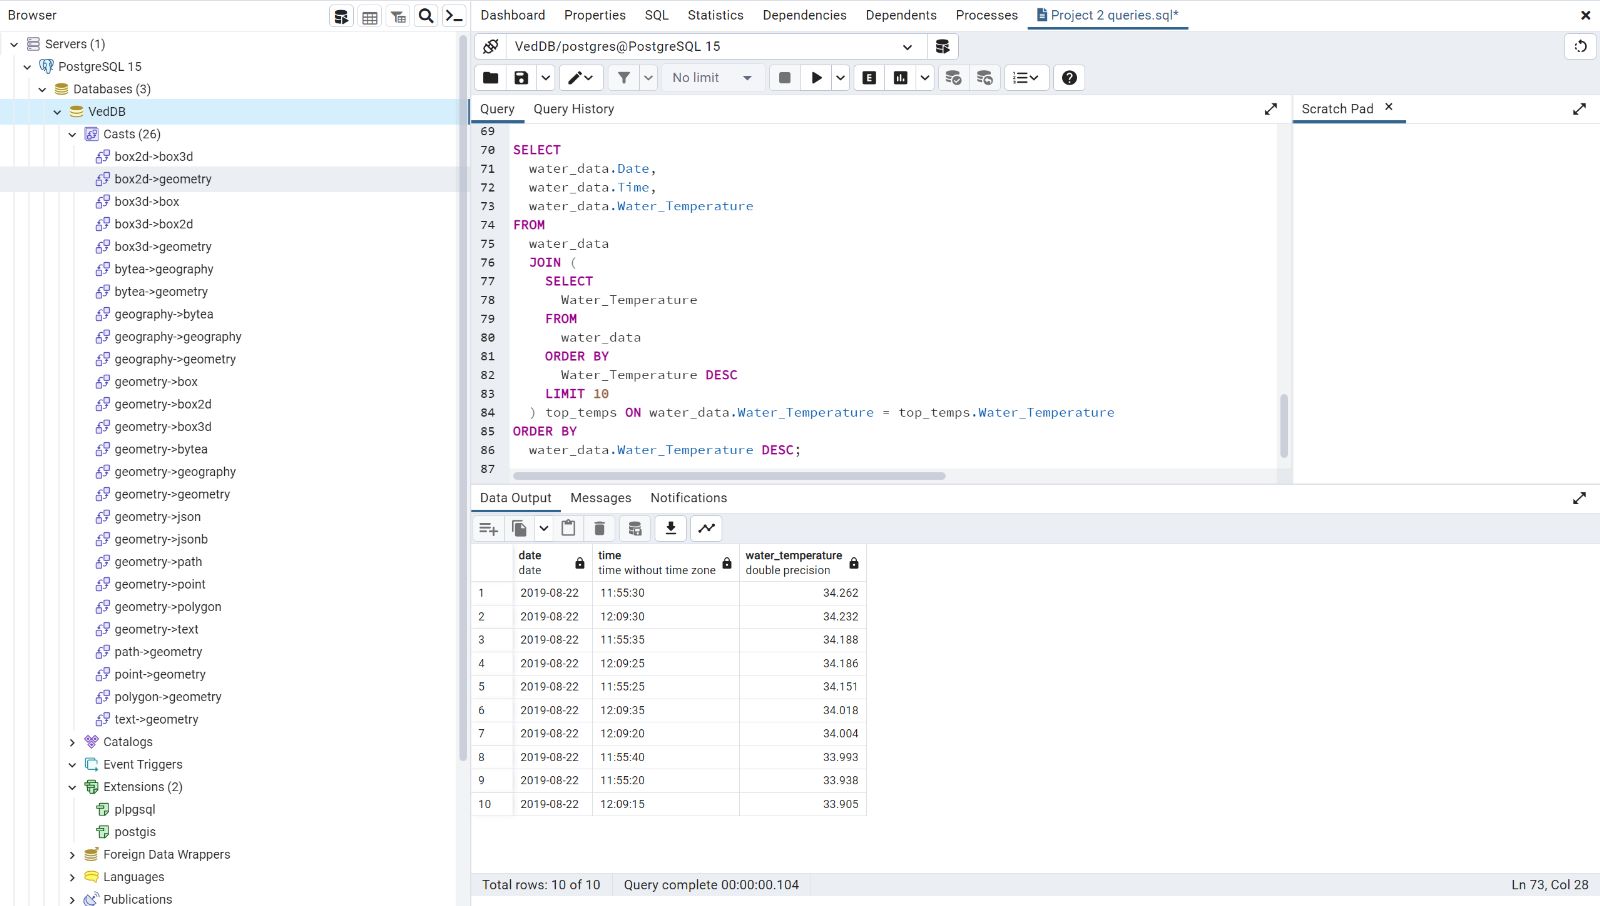 Browser
Servers (1)
PostgreSQL 15
Databases (3)
VedDB
Casts (26)
box2d->box3d
box2d->geometry
box3d->box
box3d->box2d
box3d->geometry
bytea->geography
bytea->geometry
geography->bytea
geography->geography
geography->geometry
geometry->box
geometry->box2d
geometry->box3d
geometry->bytea
geometry->geography
geometry->geometry
geometry->json
geometry->jsonb
geometry->path
geometry->point
geometry->polygon
geometry->text
path->geometry
point->geometry
polygon->geometry
text->geometry
Catalogs
Event Triggers
Extensions (2)
plpgsql
postgis
Foreign Data Wrappers
Languages
Publications
Dashboard Properties SQL Statistics Dependencies Dependents Processes Project 2 queries.sql*
VedDB/postgres@PostgreSQL 15
No limit E
Query Query History
Scratch Pad
69
70 SELECT
71 water_data.Date,
72 water_data.Time,
73 water_data.Water_Temperature
74 FROM
75 water_data
76 JOIN (
77 SELECT
78 Water_Temperature
79 FROM
80 water_data
81 ORDER BY
82 Water_Temperature DESC
83 LIMIT 10
84 ) top_temps ON water_data.Water_Temperature = top_temps.Water_Temperature
85 ORDER BY
86 water_data.Water_Temperature DESC;
87
Data Output Messages Notifications
date time water_temperature
date time without time zone double precision
1 2019-08-22 11:55:30 34.262
2 2019-08-22 12:09:30 34.232
3 2019-08-22 11:55:35 34.188
4 2019-08-22 12:09:25 34.186
5 2019-08-22 11:55:25 34.151
6 2019-08-22 12:09:35 34.018
7 2019-08-22 12:09:20 34.004
8 2019-08-22 11:55:40 33.993
9 2019-08-22 11:55:20 33.938
10 2019-08-22 12:09:15 33.905
Total rows: 10 of 10 Query complete 00:00:00.104 Ln 73, Col 28